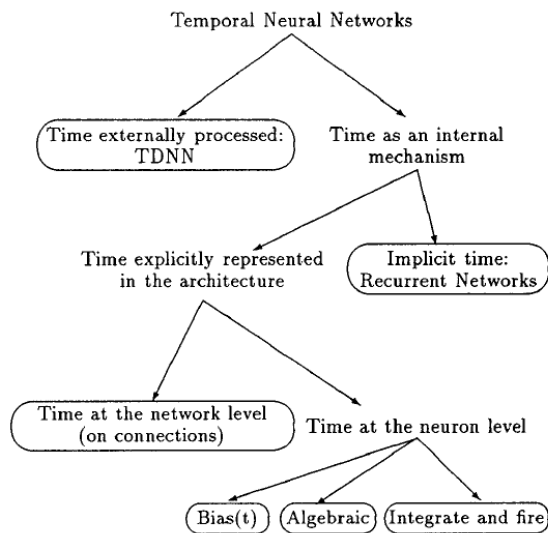 Temporal Neural Networks
Time externally processed:
TDNN
Time as an internal
mechanism
Time explicitly represented
in the architecture
Implicit time:
Recurrent Networks
Time at the network level
(on connections)
Time at the neuron level
Bias(t)
Algebraic
Integrate and fire